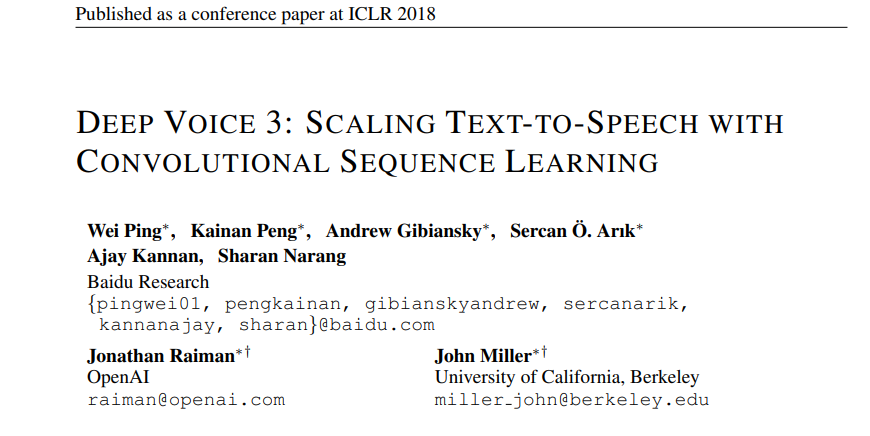 Published as a conference paper at ICLR 2018
DEEP VOICE 3: SCALING TEXT-TO-SPEECH WITH
CONVOLUTIONAL SEQUENCE LEARNING
Wei Ping*, Kainan Peng*, Andrew Gibiansky*, Sercan Ö. Arık*
Ajay Kannan, Sharan Narang
Baidu Research
{pingwei01, pengkainan, gibianskyandrew, sercanarik,
kannanajay, sharan}@baidu.com
Jonathan Raiman*† John Miller*†
OpenAI University of California, Berkeley
raiman@openai.com miller_john@berkeley.edu